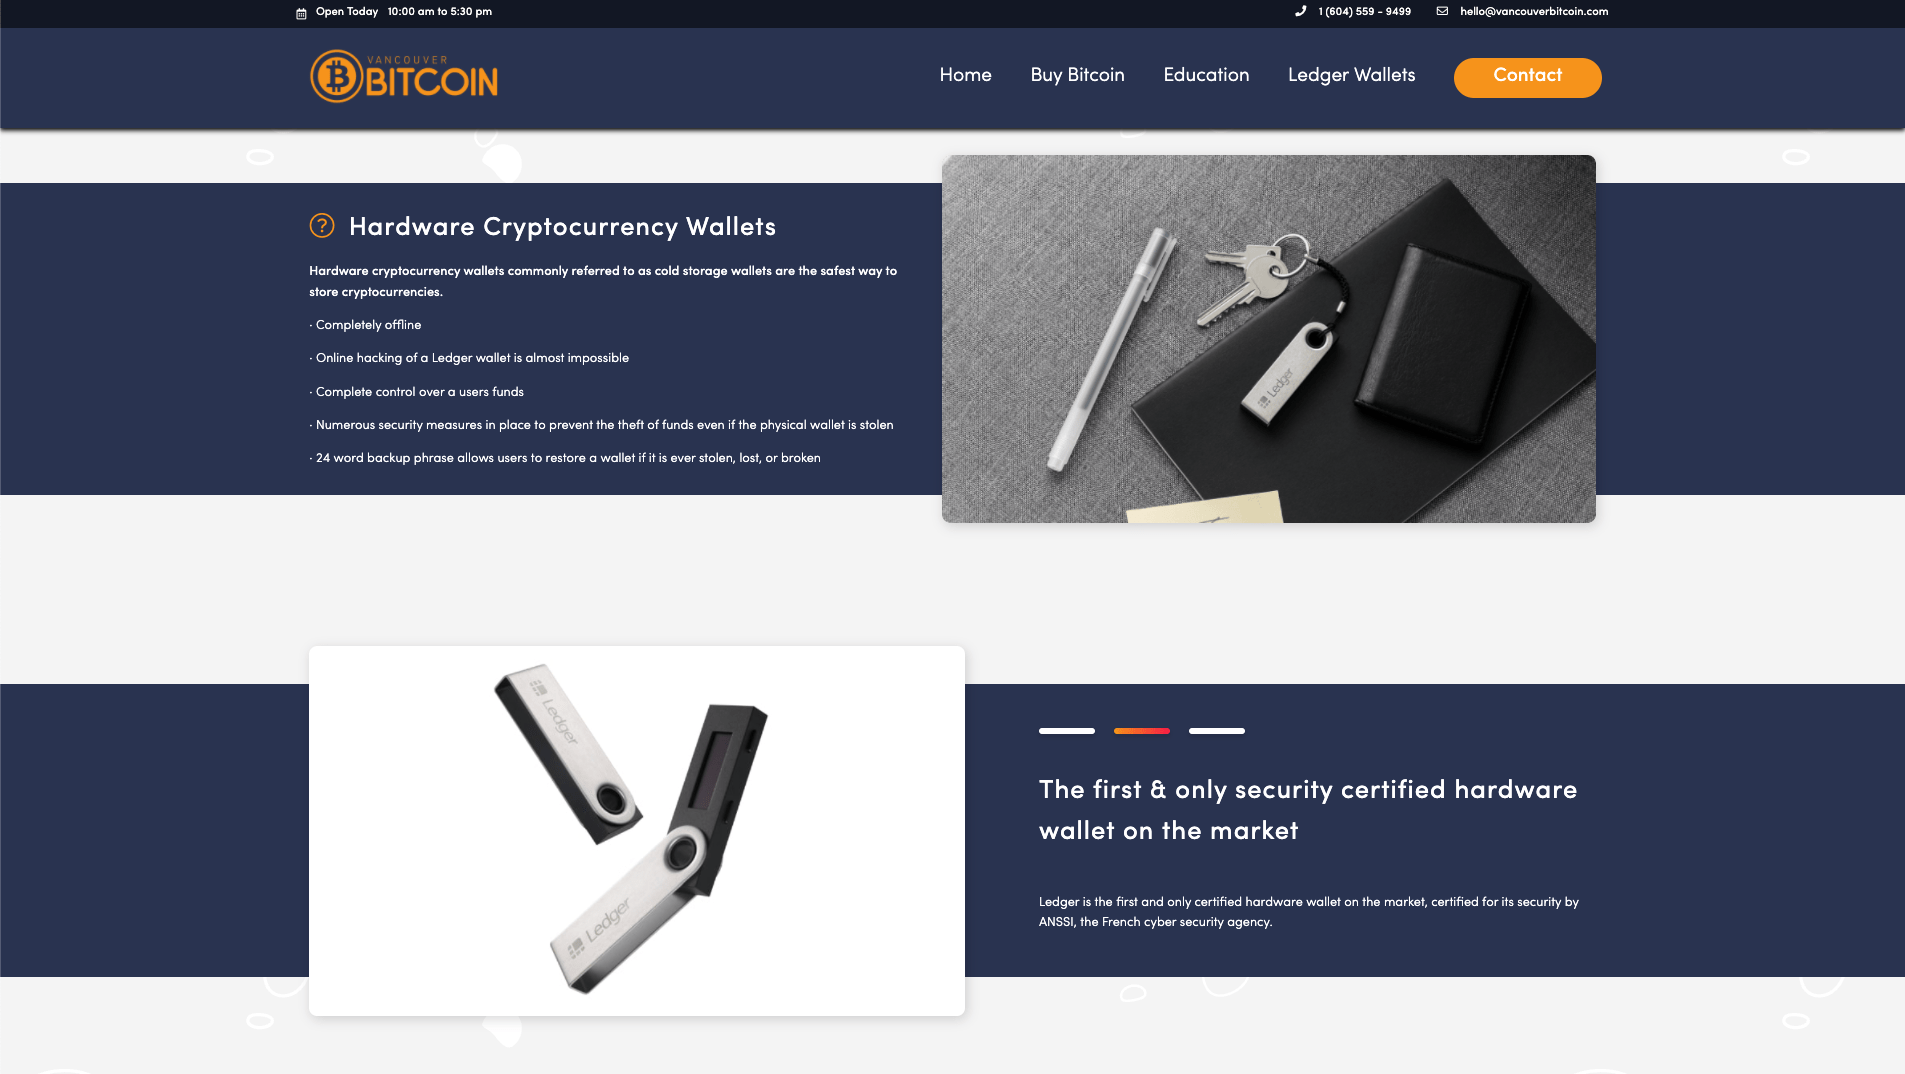 Open Today 10:00 am to 5:30 pm
1 (604) 559 - 9499
hello@vancouverbitcoin.com
VANCOUVER
BITCOIN
Home
Buy Bitcoin
Education
Ledger Wallets
Contact
Hardware Cryptocurrency Wallets
Hardware cryptocurrency wallets commonly referred to as cold storage wallets are the safest way to
store cryptocurrencies.
· Completely offline
· Online hacking of a Ledger wallet is almost impossible
· Complete control over a users funds
· Numerous security measures in place to prevent the theft of funds even if the physical wallet is stolen
· 24 word backup phrase allows users to restore a wallet if it is ever stolen, lost, or broken
Ledger
Ledger
Ledger
The first & only security certified hardware
wallet on the market
Ledger is the first and only certified hardware wallet on the market, certified for its security by
ANSSI, the French cyber security agency.